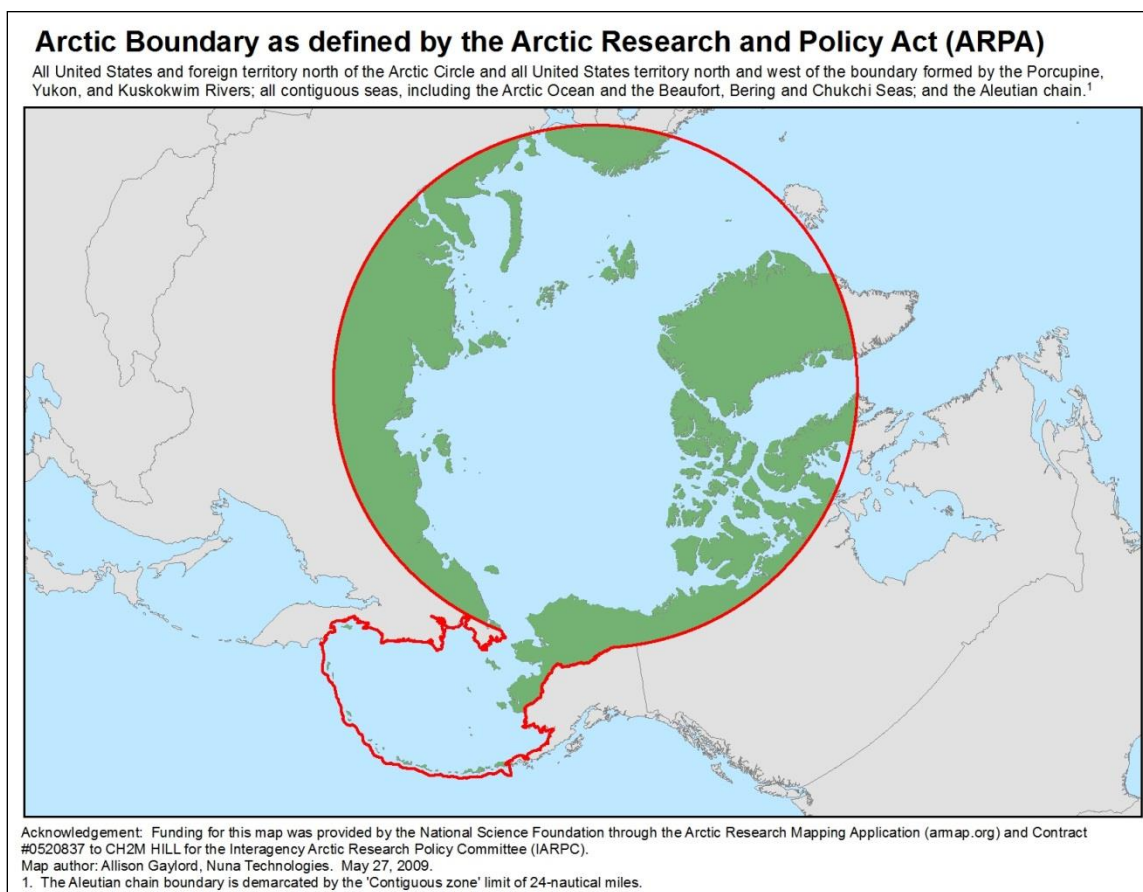 Arctic Boundary as defined by the Arctic Research and Policy Act (ARPA)
All United States and foreign territory north of the Arctic Circle and all United States territory north and west of the boundary formed by the Porcupine,
Yukon, and Kuskokwim Rivers; all contiguous seas, including the Arctic Ocean and the Beaufort, Bering and Chukchi Seas; and the Aleutian chain.1
Acknowledgement: Funding for this map was provided by the National Science Foundation through the Arctic Research Mapping Application (armap.org) and Contract
#0520837 to CH2M HILL for the Interagency Arctic Research Policy Committee (IARPC).
Map author: Allison Gaylord, Nuna Technologies. May 27, 2009.
1. The Aleutian chain boundary is demarcated by the 'Contiguous zone' limit of 24-nautical miles.